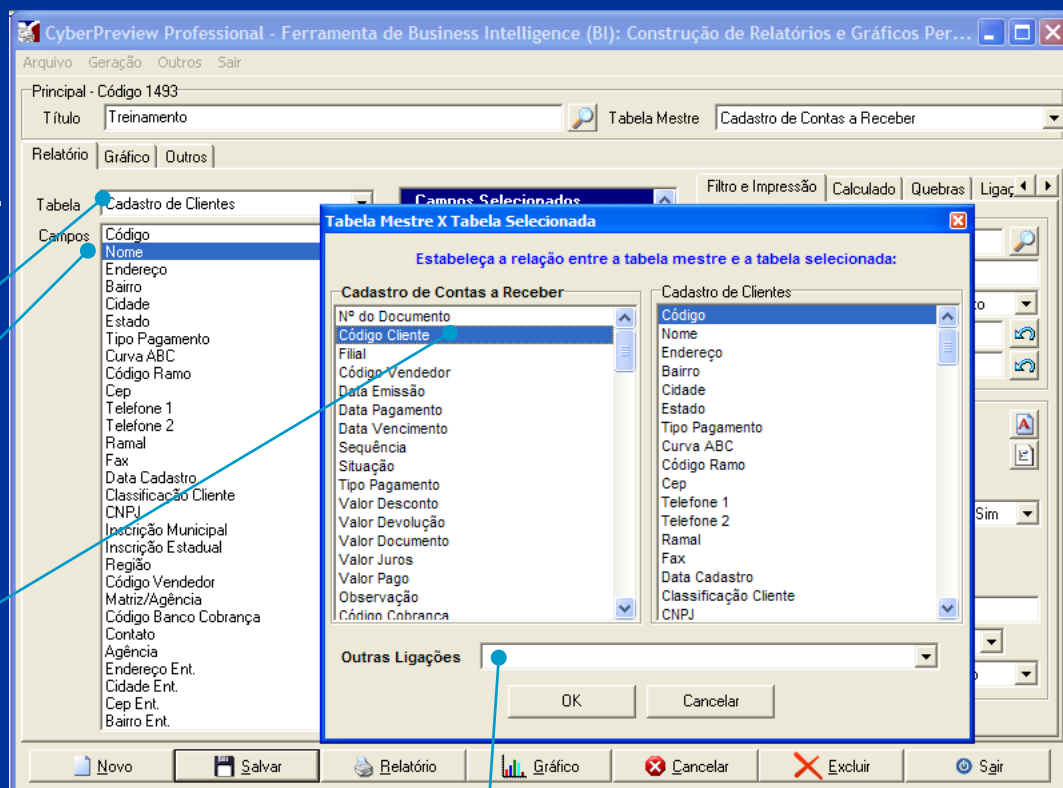 CyberPreview Professional - Ferramenta de Business Intelligence (BI): Construção de Relatórios e Gráficos Per...
Arquivo Geração Outros Sair
Principal - Código 1493
Título Treinamento Tabela Mestre Cadastro de Contas a Receber
Relatório Gráfico Outros
Filtro e Impressão Calculado Quebras Ligaç
Tabela Cadastro de Clientes
Campos Selecionados
Campos
Código
Nome
Endereço
Bairro
Cidade
Estado
Tipo Pagamento
Curva ABC
Código Ramo
Cep
Telefone 1
Telefone 2
Ramal
Fax
Data Cadastro
Classificação Cliente
CNPJ
Inscrição Municipal
Inscrição Estadual
Região
Código Vendedor
Matriz/Agência
Código Banco Cobrança
Contato
Agência
Endereço Ent.
Cidade Ent.
Cep Ent.
Bairro Ent.
Tabela Mestre X Tabela Selecionada
Estabeleça a relação entre a tabela mestre e a tabela selecionada:
Cadastro de Contas a Receber
Nº do Documento
Código Cliente
Filial
Código Vendedor
Data Emissão
Data Pagamento
Data Vencimento
Sequência
Situação
Tipo Pagamento
Valor Desconto
Valor Devolução
Valor Documento
Valor Juros
Valor Pago
Observação
Código Cobrança
Cadastro de Clientes
Código
Nome
Endereço
Bairro
Cidade
Estado
Tipo Pagamento
Curva ABC
Código Ramo
Cep
Telefone 1
Telefone 2
Ramal
Fax
Data Cadastro
Classificação Cliente
CNPJ
Outras Ligações
OK Cancelar
Sim
Novo Salvar Relatório Gráfico Cancelar Excluir Sair